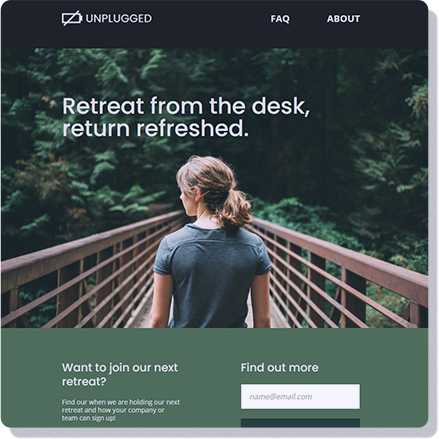 UNPLUGGED
FAQ
ABOUT
Retreat from the desk,
return refreshed.
Want to join our next
retreat?
Find our when we are holding our next
retreat and how your company or
team can sign up!
Find out more
name@email.com